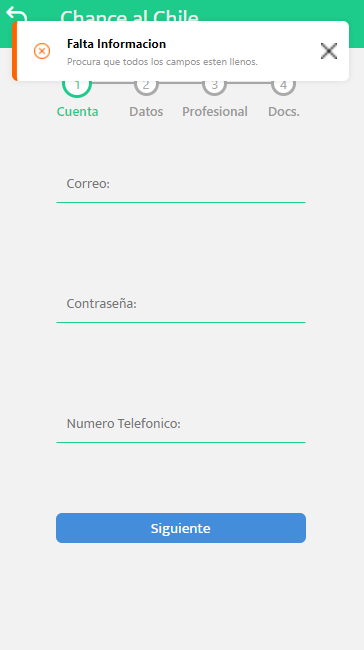 Chance al Chile
Falta Informacion
Procura que todos los campos esten llenos.
1 2 3 4
Cuenta Datos Profesional Docs.
Correo:
Contraseña:
Numero Telefonico:
Siguiente